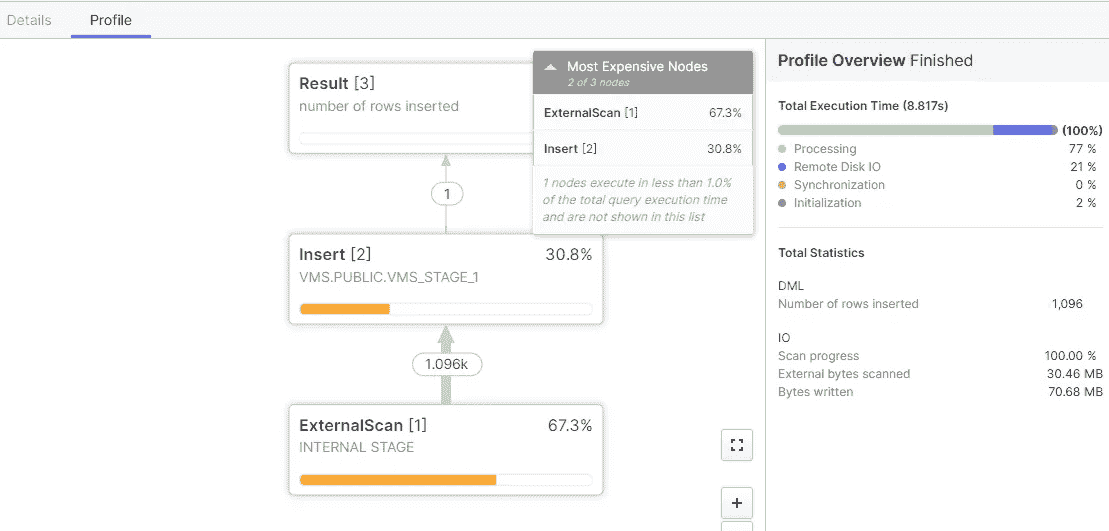 Details Profile
Result [3]
number of rows inserted
Most Expensive Nodes
2 of 3 nodes
ExternalScan [1] 67.3%
Insert [2] 30.8%
1 nodes execute in less than 1.0%
of the total query execution time
and are not shown in this list
1
Insert [2] 30.8%
VMS.PUBLIC.VMS_STAGE_1
1.096k
ExternalScan [1] 67.3%
INTERNAL STAGE
+
Profile Overview Finished
Total Execution Time (8.817s)
(100%)
Processing 77 %
Remote Disk IO 21 %
Synchronization 0 %
Initialization 2 %
Total Statistics
DML
Number of rows inserted 1,096
IO
Scan progress 100.00 %
External bytes scanned 30.46 MB
Bytes written 70.68 MB